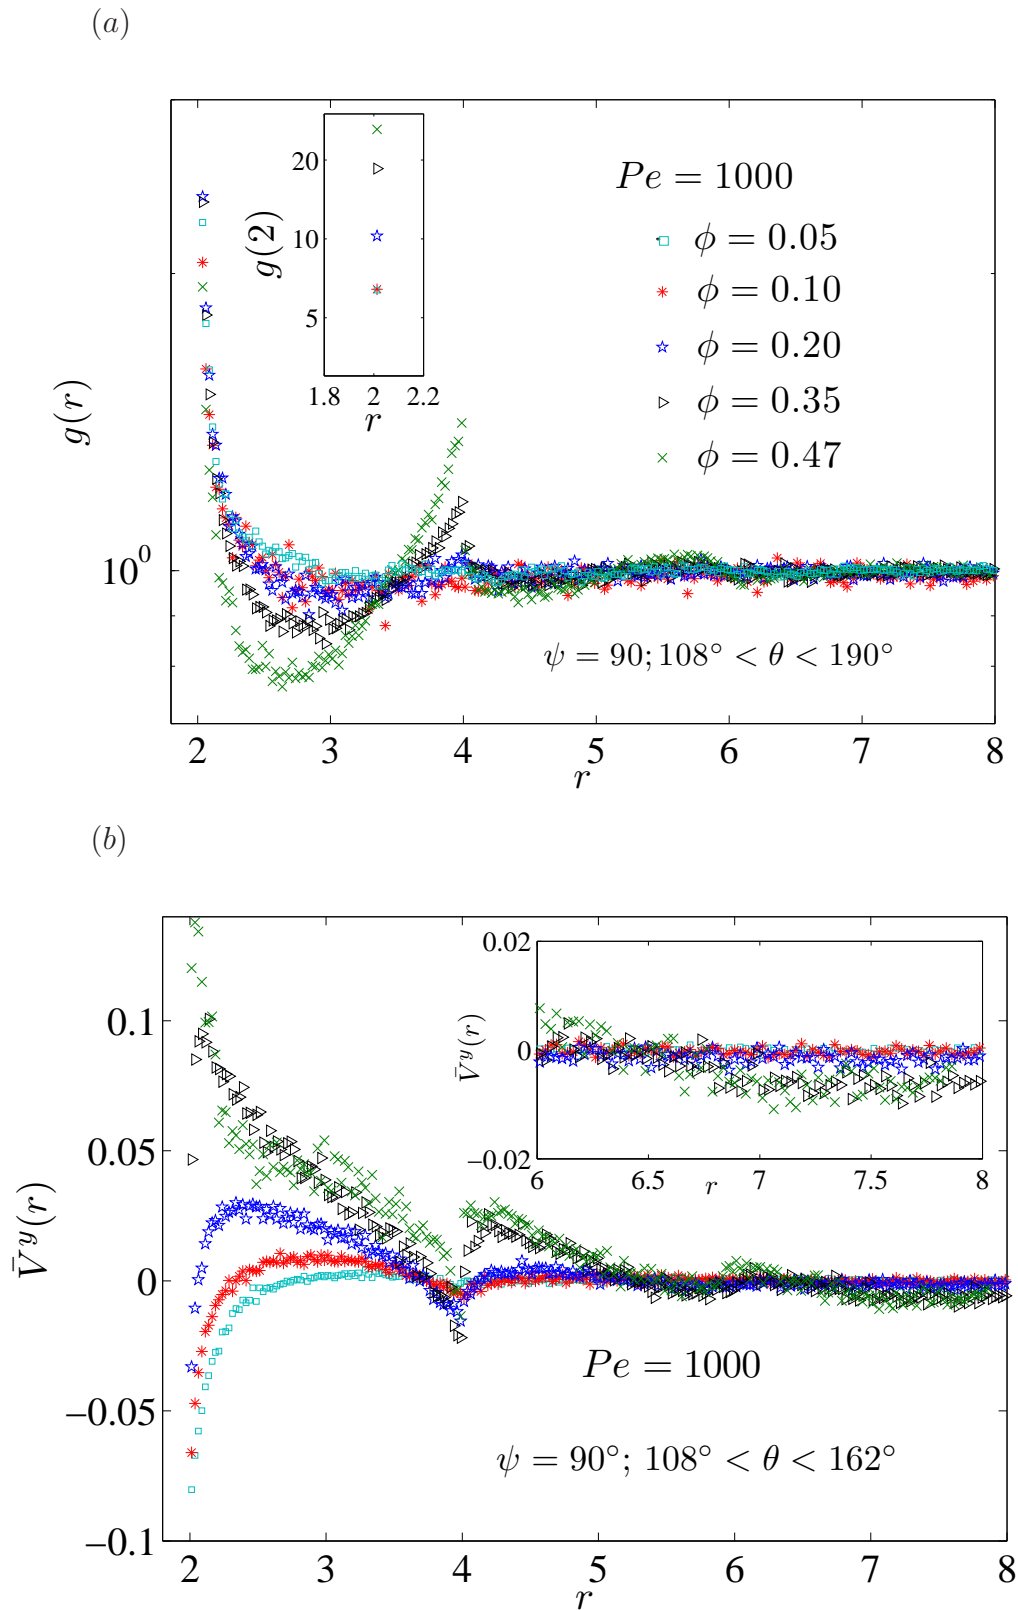 (a)
g(r)
10⁰
20
10
5
g(2)
1.8 2 2.2
r
Pe = 1000
ϕ = 0.05
ϕ = 0.10
ϕ = 0.20
ϕ = 0.35
ϕ = 0.47
ψ = 90; 108° < θ < 190°
2 3 4 5 6 7 8
r
(b)
V̄ʸ(r)
0.1
0.05
0
−0.05
−0.1
0.02
0
−0.02
V̄ʸ(r)
6 6.5 7 7.5 8
r
Pe = 1000
ψ = 90°; 108° < θ < 162°
2 3 4 5 6 7 8
r